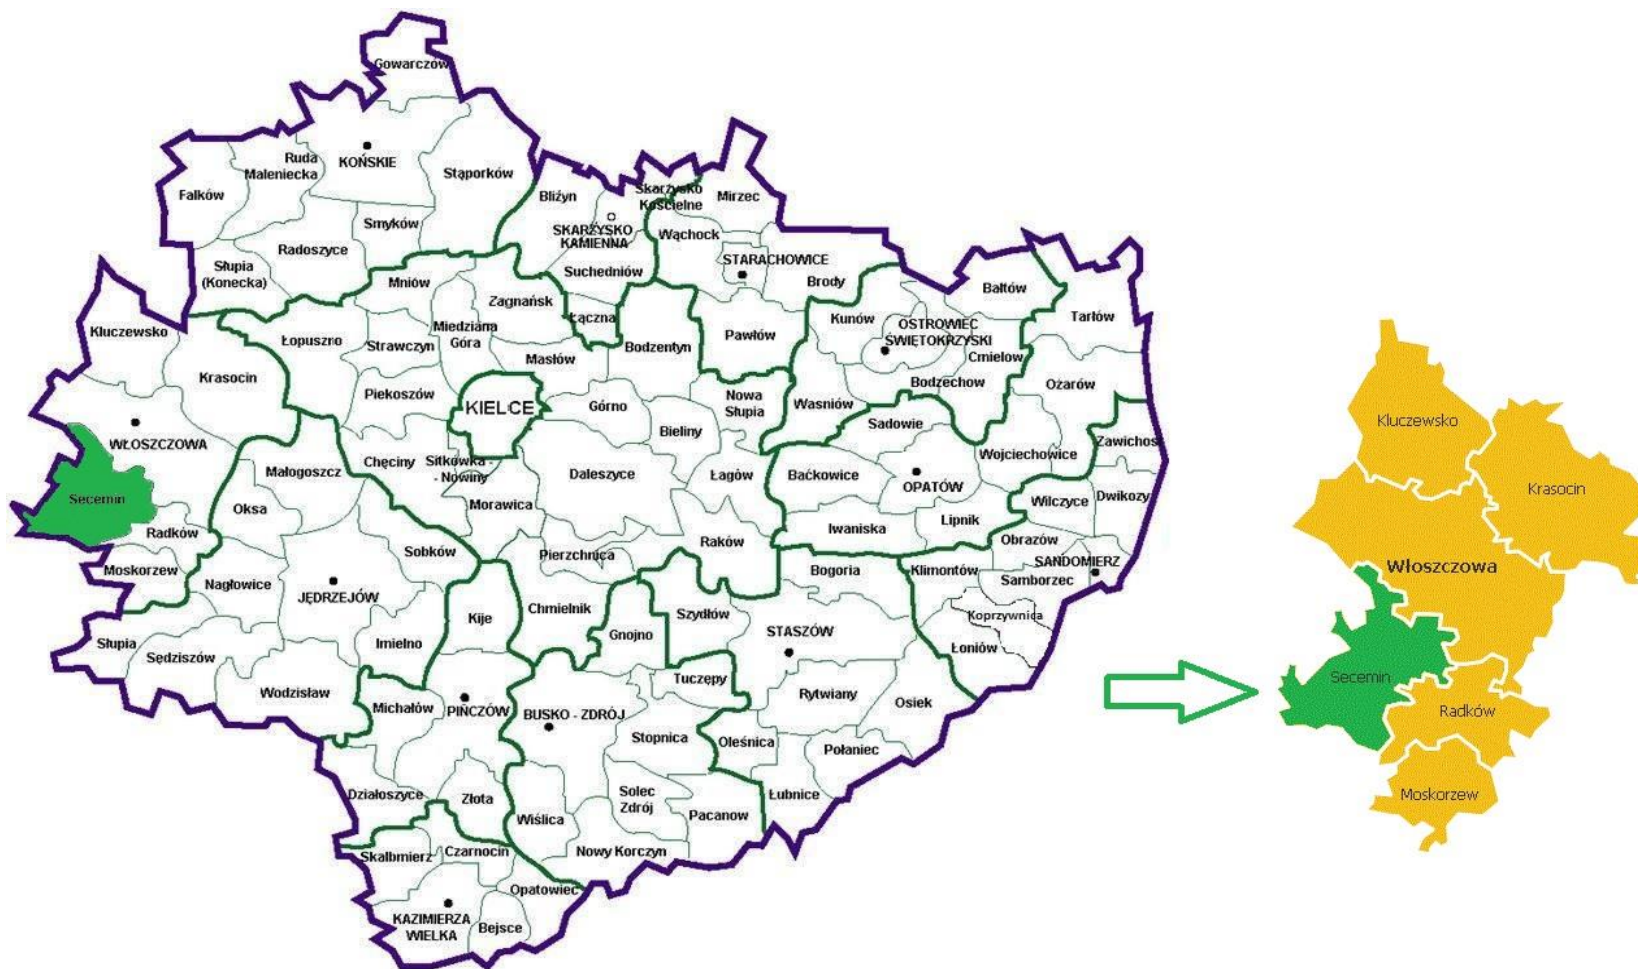 Gowarczów
KOŃSKIE
Ruda
Maleniecka
Stąporków
Falków
Smyków
Radoszyce
Słupia
(Konecka)
Bliżyn
Skarżysko
Kościelne
Mirzec
SKARŻYSKO
KAMIENNA
Wąchock
STARACHOWICE
Suchedniów
Brody
Mniów
Zagnańsk
Łączna
Bałtów
Tarłów
Kluczewsko
Łopuszno
Strawczyn
Miedziana
Góra
Masłów
Bodzentyn
Pawłów
Kunów
OSTROWIEC
ŚWIĘTOKRZYSKI
Cmielow
Krasocin
Piekoszów
KIELCE
Górno
Nowa
Słupia
Wasniów
Bodzechow
Ożarów
WŁOSZCZOWA
Bieliny
Sadowie
Zawichos
Małogoszcz
Chęciny
Sitkówka -
- Nowiny
Daleszyce
Łagów
Baćkowice
OPATÓW
Wojciechowice
Secemin
Oksa
Morawica
Wilczyce
Dwikozy
Radków
Sobków
Pierzchnica
Raków
Iwaniska
Lipnik
Obrazów
Moskorzew
Nagłowice
JĘDRZEJÓW
Bogoria
Klimontów
SANDOMIERZ
Samborzec
Kije
Chmielnik
Szydłów
Koprzywnica
Słupia
Sędziszów
Imielno
Gnojno
STASZÓW
Łoniów
Wodzisław
Michałów
PIŃCZÓW
BUSKO - ZDRÓJ
Tuczępy
Rytwiany
Osiek
Stopnica
Oleśnica
Połaniec
Działoszyce
Złota
Wiślica
Solec
Zdrój
Pacanow
Łubnice
Skalbmierz
Czarnocin
Nowy Korczyn
Opatowiec
KAZIMIERZA
WIELKA
Bejsce
Kluczewsko
Krasocin
Włoszczowa
Secemin
Radków
Moskorzew